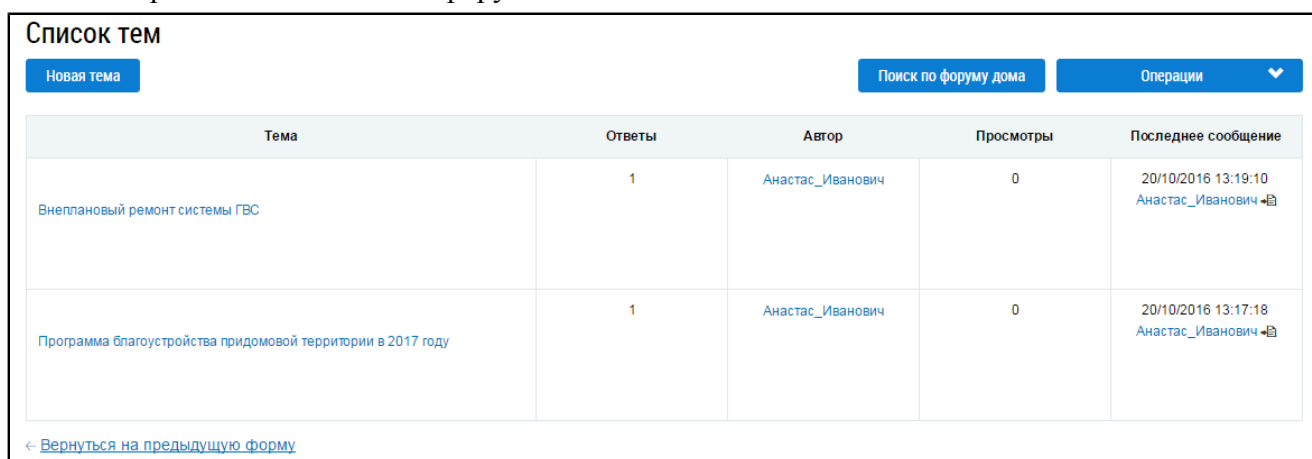 Список тем
Новая тема Поиск по форуму дома Операции
Тема Ответы Автор Просмотры Последнее сообщение
Внеплановый ремонт системы ГВС 1 Анастас_Иванович 0 20/10/2016 13:19:10
Анастас_Иванович
Программа благоустройства придомовой территории в 2017 году 1 Анастас_Иванович 0 20/10/2016 13:17:18
Анастас_Иванович
← Вернуться на предыдущую форму